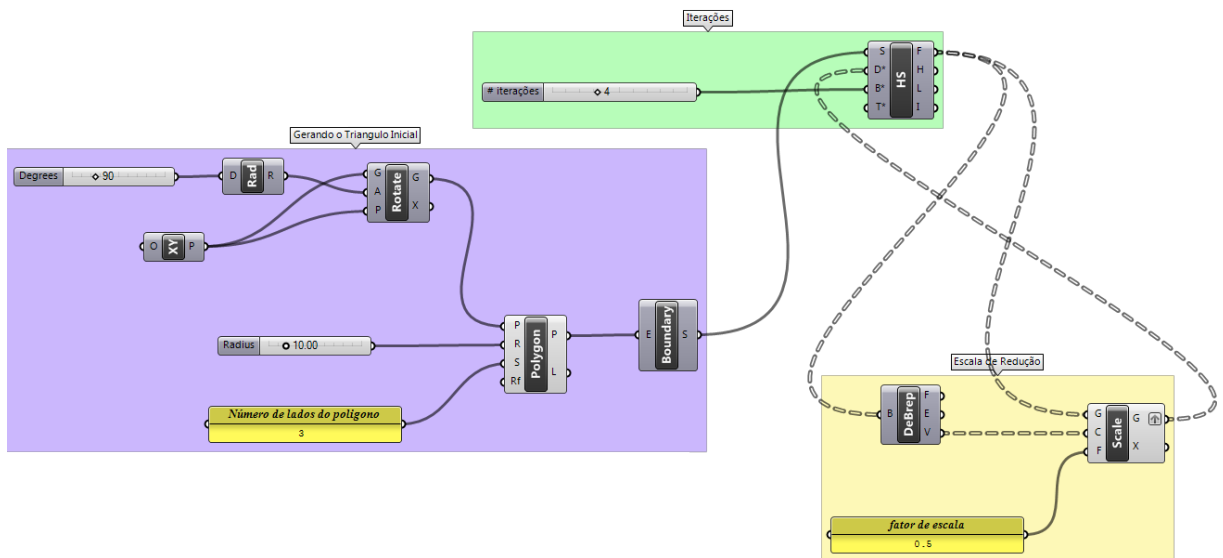 Iterações
S
D*
B*
T*
HS
F
H
L
I
# iterações ◇ 4
Gerando o Triangulo Inicial
Degrees ◇ 90
D
Rad
R
G
A
P
Rotate
G
X
O
XY
P
Radius 10.00
P
R
S
Rf
Polygon
P
L
E
Boundary
S
Número de lados do polígono
3
Escala de Redução
B
DeBrep
F
E
V
G
C
F
Scale
G
X
fator de escala
0.5